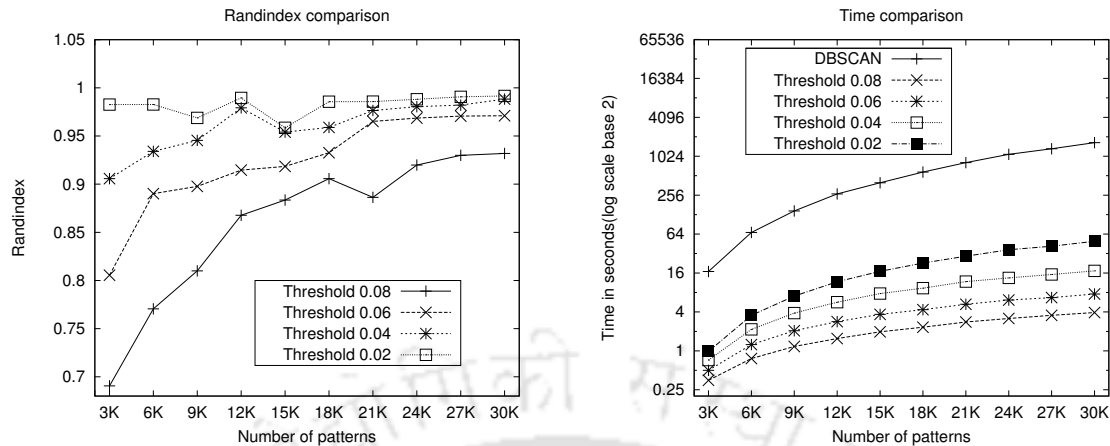 Randindex comparison
1.05
1
0.95
0.9
0.85
0.8
0.75
0.7
Randindex
Threshold 0.08
Threshold 0.06
Threshold 0.04
Threshold 0.02
3K 6K 9K 12K 15K 18K 21K 24K 27K 30K
Number of patterns
Time comparison
65536
16384
4096
1024
256
64
16
4
1
0.25
Time in seconds(log scale base 2)
DBSCAN
Threshold 0.08
Threshold 0.06
Threshold 0.04
Threshold 0.02
3K 6K 9K 12K 15K 18K 21K 24K 27K 30K
Number of patterns